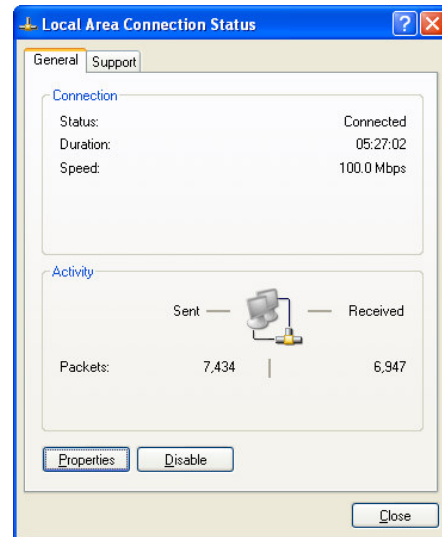 Local Area Connection Status
General Support
Connection
Status: Connected
Duration: 05:27:02
Speed: 100.0 Mbps
Activity
Sent Received
Packets: 7,434 6,947
Properties Disable
Close